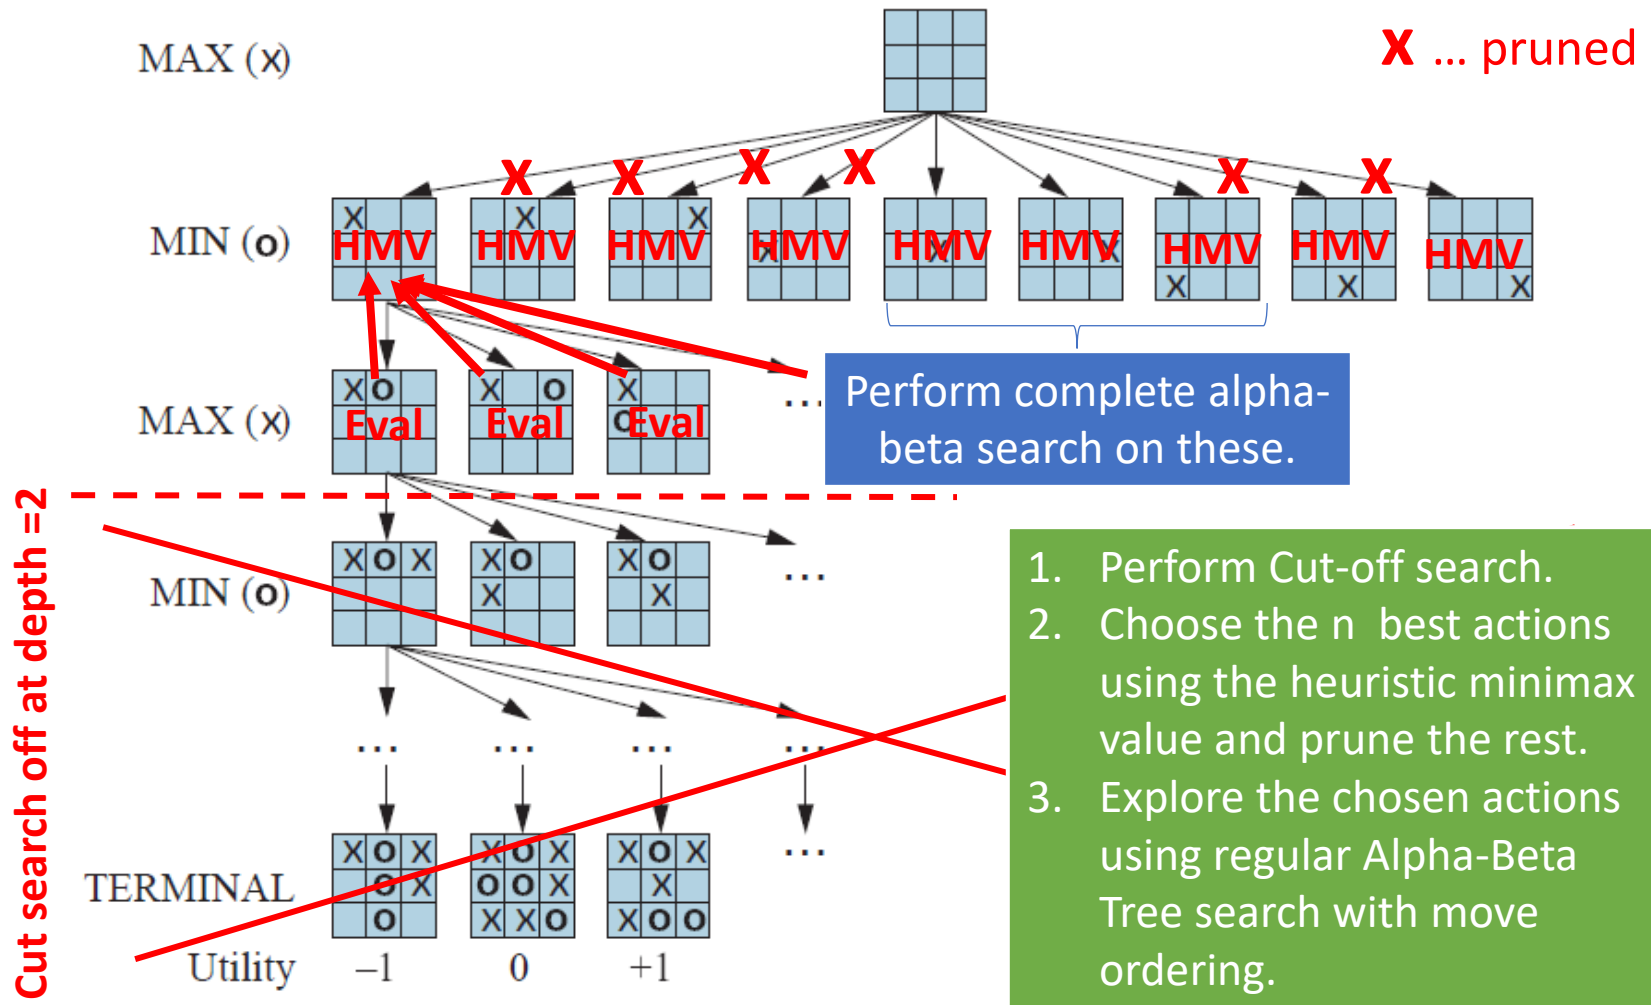 MAX (x)
X ... pruned
X X X X X X
X X X X X X X X X
MIN (o)
HMV HMV HMV HMV HMV HMV HMV HMV HMV
X O X O X
O
MAX (x)
Eval Eval Eval
...
Perform complete alpha-
beta search on these.
Cut search off at depth =2
X O X X O X O
X X
MIN (o)
...
... ... ... ...
X O X X O X X O X
O X O O X X
O X X O X O O
TERMINAL
...
Utility –1 0 +1
1. Perform Cut-off search.
2. Choose the n best actions
using the heuristic minimax
value and prune the rest.
3. Explore the chosen actions
using regular Alpha-Beta
Tree search with move
ordering.